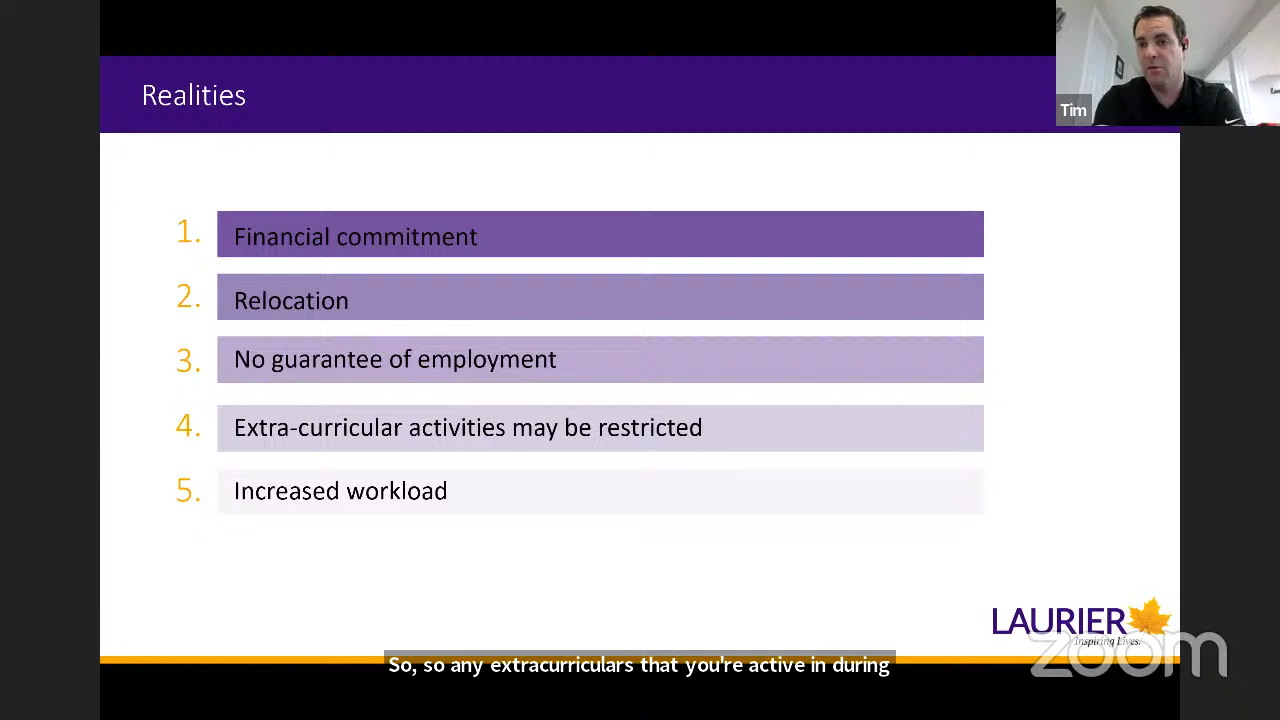 Realities
Tim
1. Financial commitment
2. Relocation
3. No guarantee of employment
4. Extra-curricular activities may be restricted
5. Increased workload
LAURIER
Inspiring Lives.
zoom
So, so any extracurriculars that you're active in during